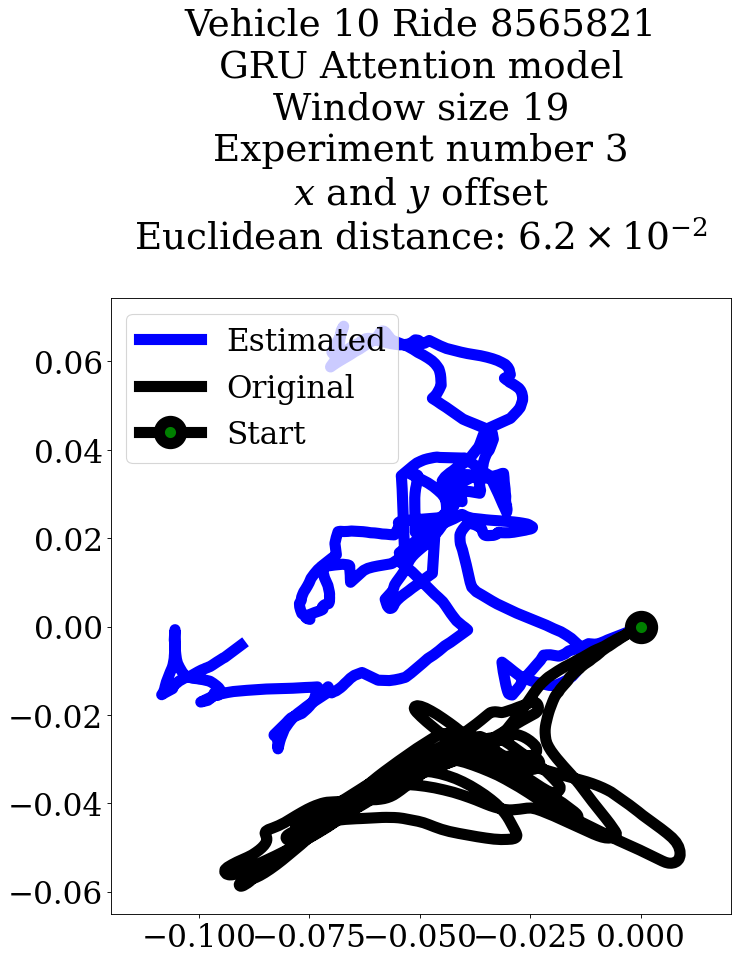 Vehicle 10 Ride 8565821
GRU Attention model
Window size 19
Experiment number 3
x and y offset
Euclidean distance: 6.2 × 10⁻²
Estimated
Original
Start
0.06
0.04
0.02
0.00
−0.02
−0.04
−0.06
−0.100 −0.075 −0.050 −0.025 0.000